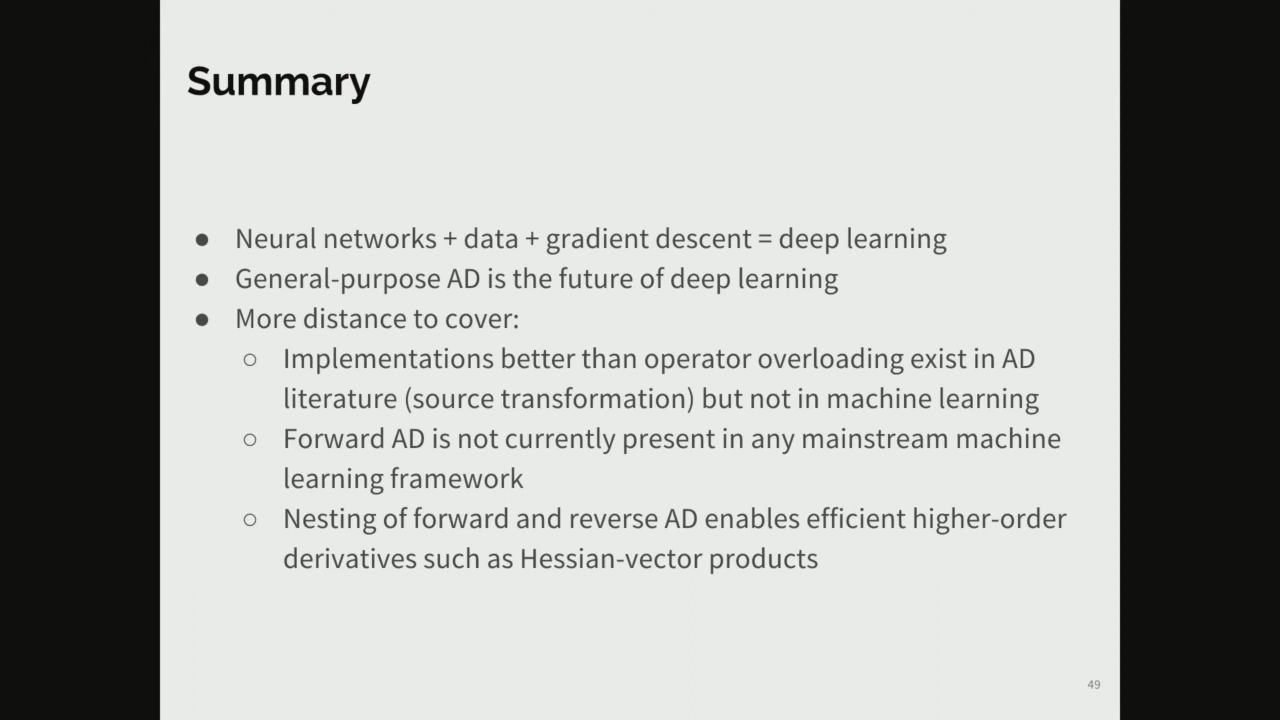 Summary
● Neural networks + data + gradient descent = deep learning
● General-purpose AD is the future of deep learning
● More distance to cover:
○ Implementations better than operator overloading exist in AD
literature (source transformation) but not in machine learning
○ Forward AD is not currently present in any mainstream machine
learning framework
○ Nesting of forward and reverse AD enables efficient higher-order
derivatives such as Hessian-vector products
49